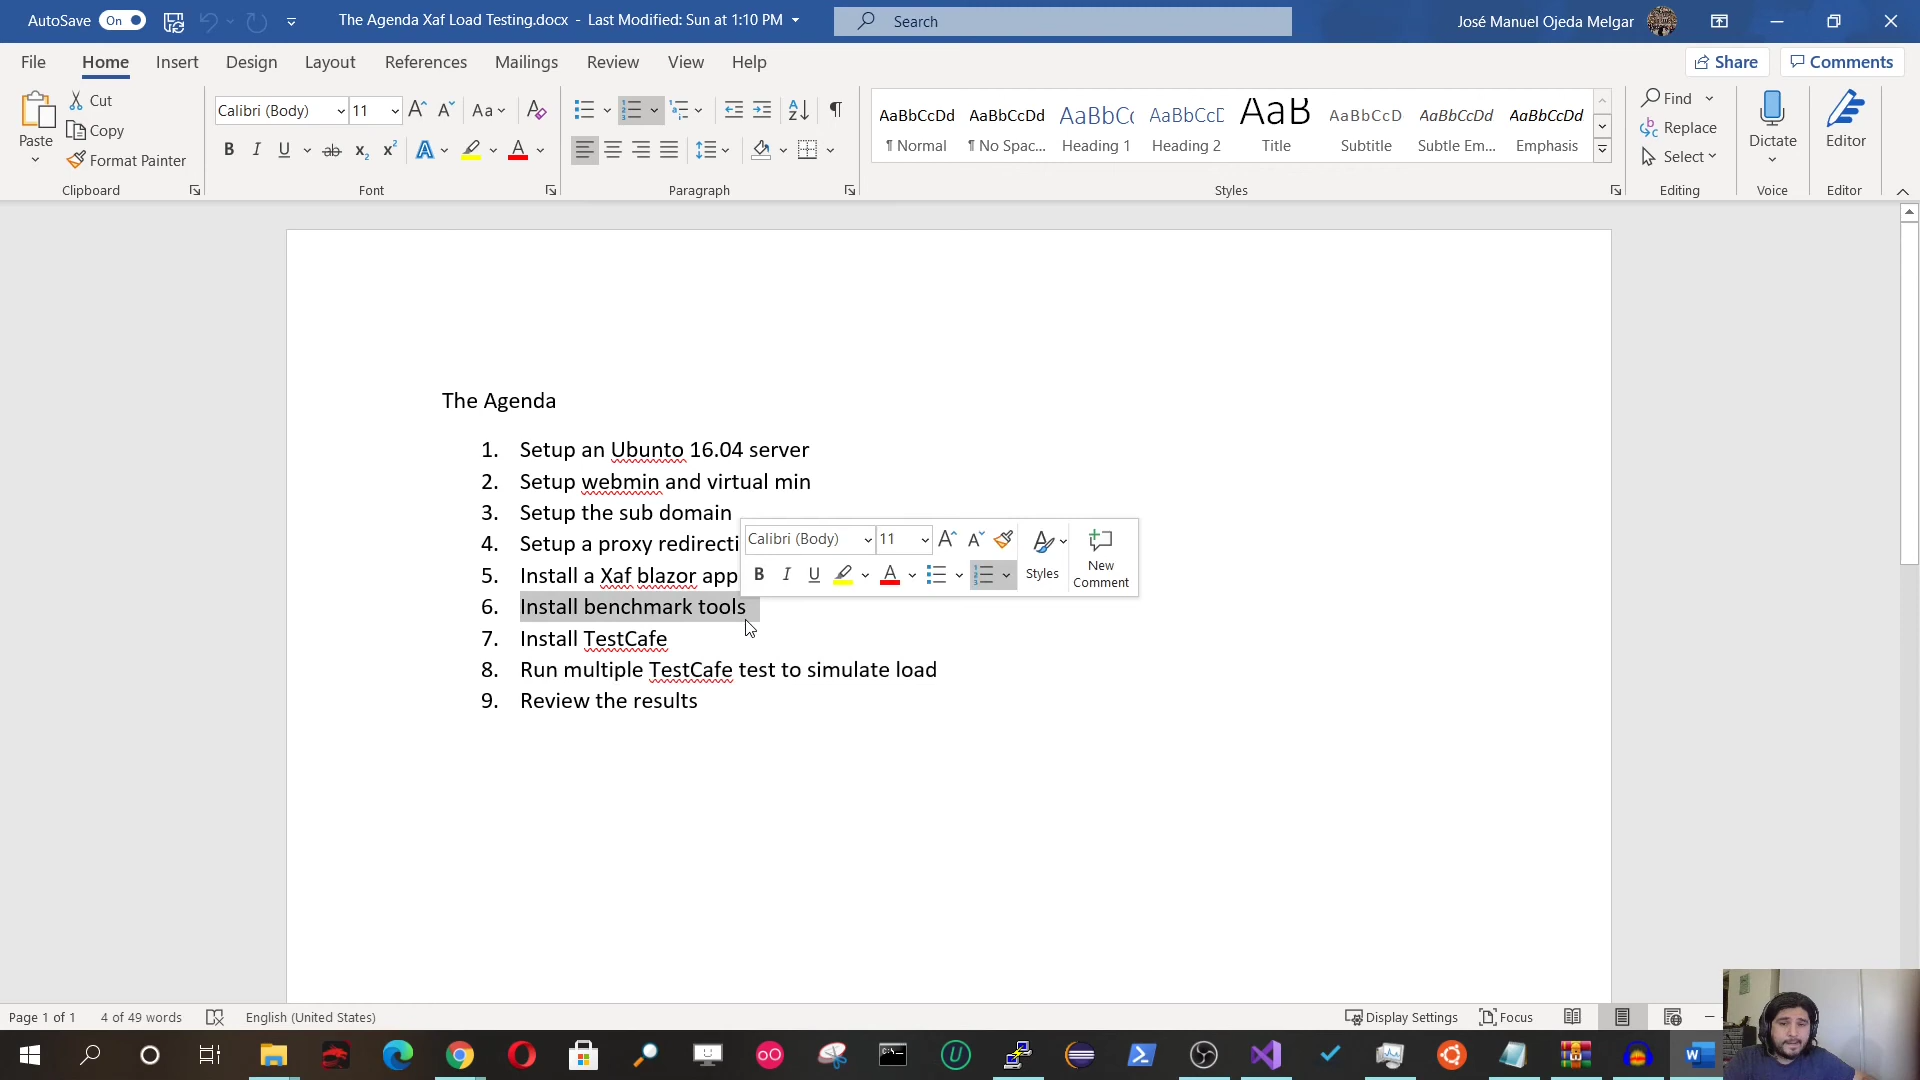 AutoSave On The Agenda Xaf Load Testing.docx - Last Modified: Sun at 1:10 PM Search José Manuel Ojeda Melgar
File Home Insert Design Layout References Mailings Review View Help Share Comments
Paste Cut Copy Format Painter Clipboard
Calibri (Body) 11 Aa
B I U ab x2 x2 A A Font
Paragraph
AaBbCcDd AaBbCcDd AaBbCc AaBbCcD AaB AaBbCcD AaBbCcDd AaBbCcDd
¶ Normal ¶ No Spac... Heading 1 Heading 2 Title Subtitle Subtle Em... Emphasis
Styles
Find Replace Select Editing
Dictate Voice
Editor Editor
The Agenda
1. Setup an Ubunto 16.04 server
2. Setup webmin and virtual min
3. Setup the sub domain
4. Setup a proxy redirecti
5. Install a Xaf blazor app
6. Install benchmark tools
7. Install TestCafe
8. Run multiple TestCafe test to simulate load
9. Review the results
Calibri (Body) 11
B I U A Styles New Comment
Page 1 of 1 4 of 49 words English (United States) Display Settings Focus